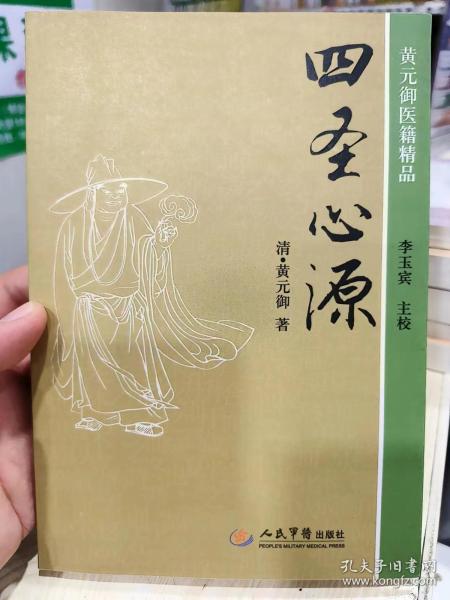 四圣心源
清·黄元御 著
黄元御医籍精品
李玉宾 主校
人民军医出版社
PEOPLE'S MILITARY MEDICAL PRESS
孔夫子旧书网
www.kongfz.com